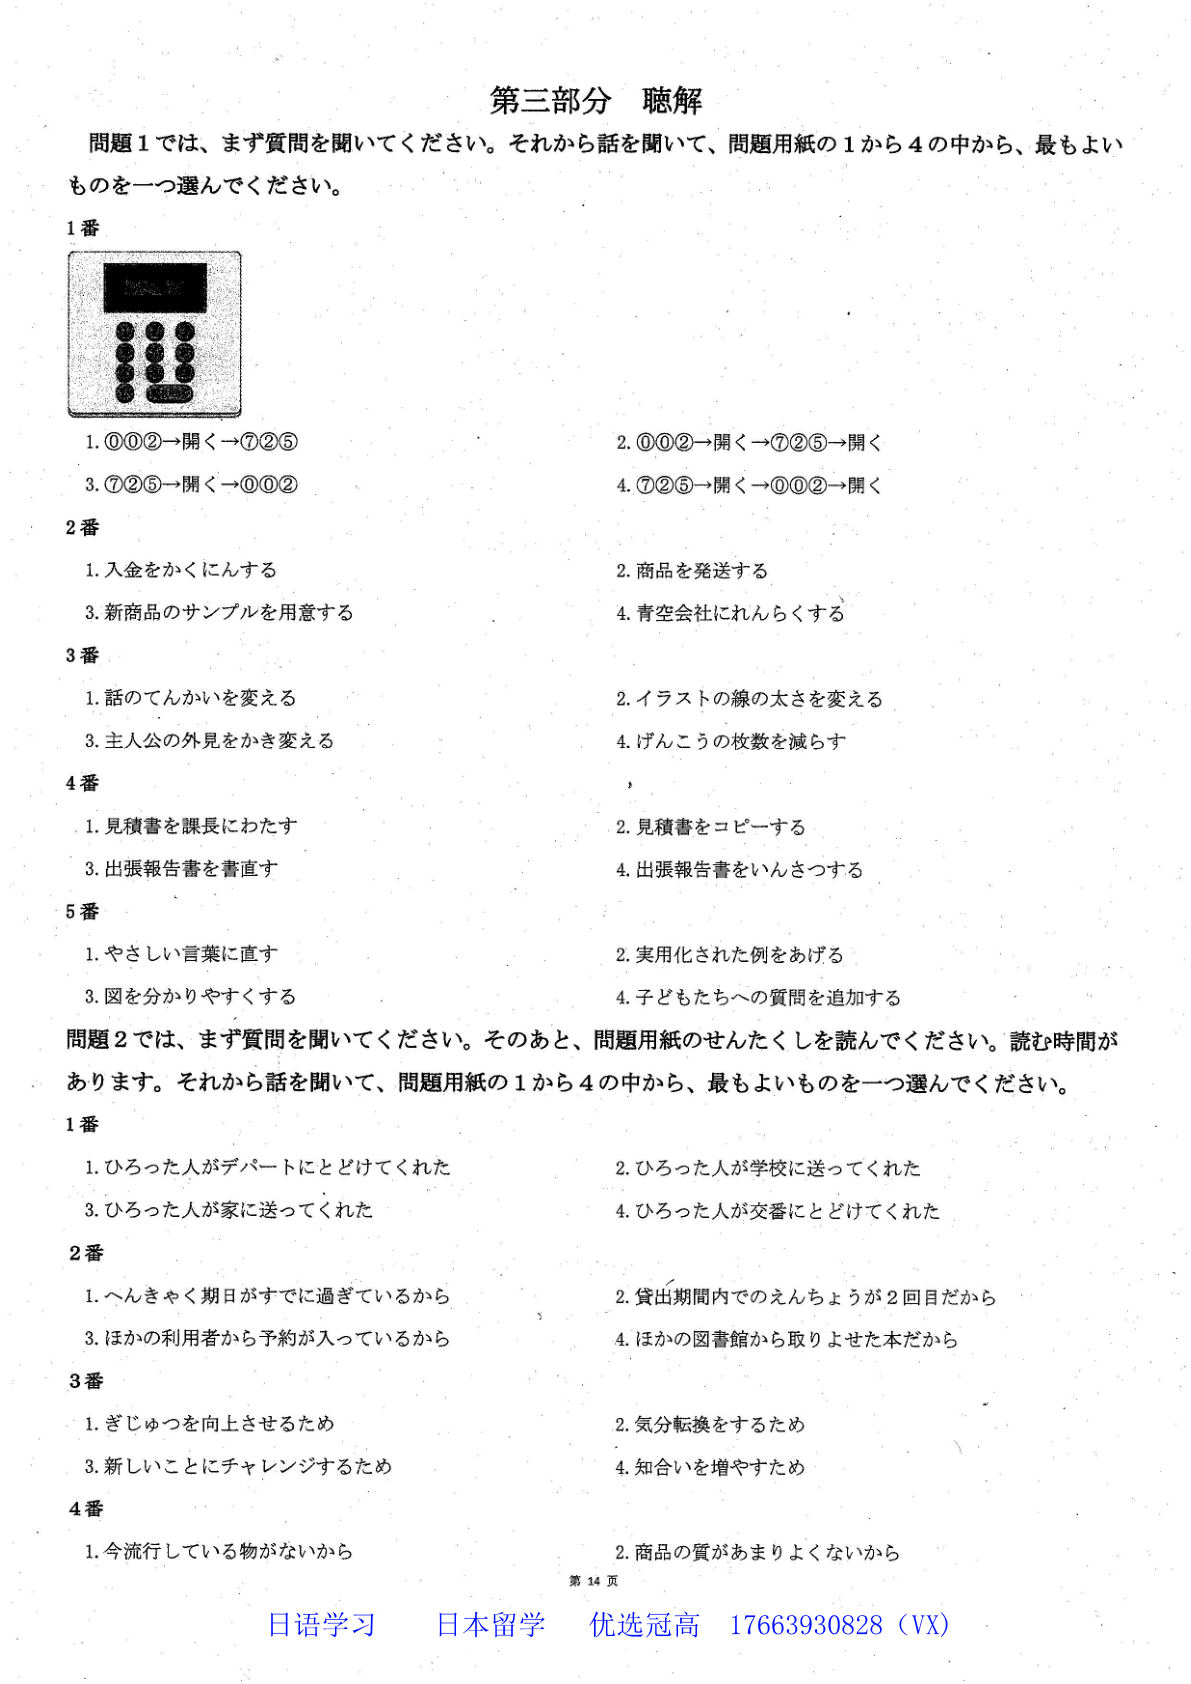 第三部分　聴解
問題１では、まず質問を聞いてください。それから話を聞いて、問題用紙の１から４の中から、最もよい
ものを一つ選んでください。
1番
1. ⓪⓪②→開く→⑦②⑤
2. ⓪⓪②→開く→⑦②⑤→開く
3. ⑦②⑤→開く→⓪⓪②
4. ⑦②⑤→開く→⓪⓪②→開く
2番
1. 入金をかくにんする
2. 商品を発送する
3. 新商品のサンプルを用意する
4. 青空会社にれんらくする
3番
1. 話のてんかいを変える
2. イラストの線の太さを変える
3. 主人公の外見をかき変える
4. げんこうの枚数を減らす
4番
1. 見積書を課長にわたす
2. 見積書をコピーする
3. 出張報告書を書直す
4. 出張報告書をいんさつする
5番
1. やさしい言葉に直す
2. 実用化された例をあげる
3. 図を分かりやすくする
4. 子どもたちへの質問を追加する
問題２では、まず質問を聞いてください。そのあと、問題用紙のせんたくしを読んでください。読む時間が
あります。それから話を聞いて、問題用紙の１から４の中から、最もよいものを一つ選んでください。
1番
1. ひろった人がデパートにとどけてくれた
2. ひろった人が学校に送ってくれた
3. ひろった人が家に送ってくれた
4. ひろった人が交番にとどけてくれた
２番
1. へんきゃく期日がすでに過ぎているから
2. 貸出期間内でのえんちょうが２回目だから
3. ほかの利用者から予約が入っているから
4. ほかの図書館から取りよせた本だから
３番
1. ぎじゅつを向上させるため
2. 気分転換をするため
3. 新しいことにチャレンジするため
4. 知合いを増やすため
４番
1. 今流行している物がないから
2. 商品の質があまりよくないから
第 14 页
日语学习　　日本留学　优选冠高　17663930828（VX）